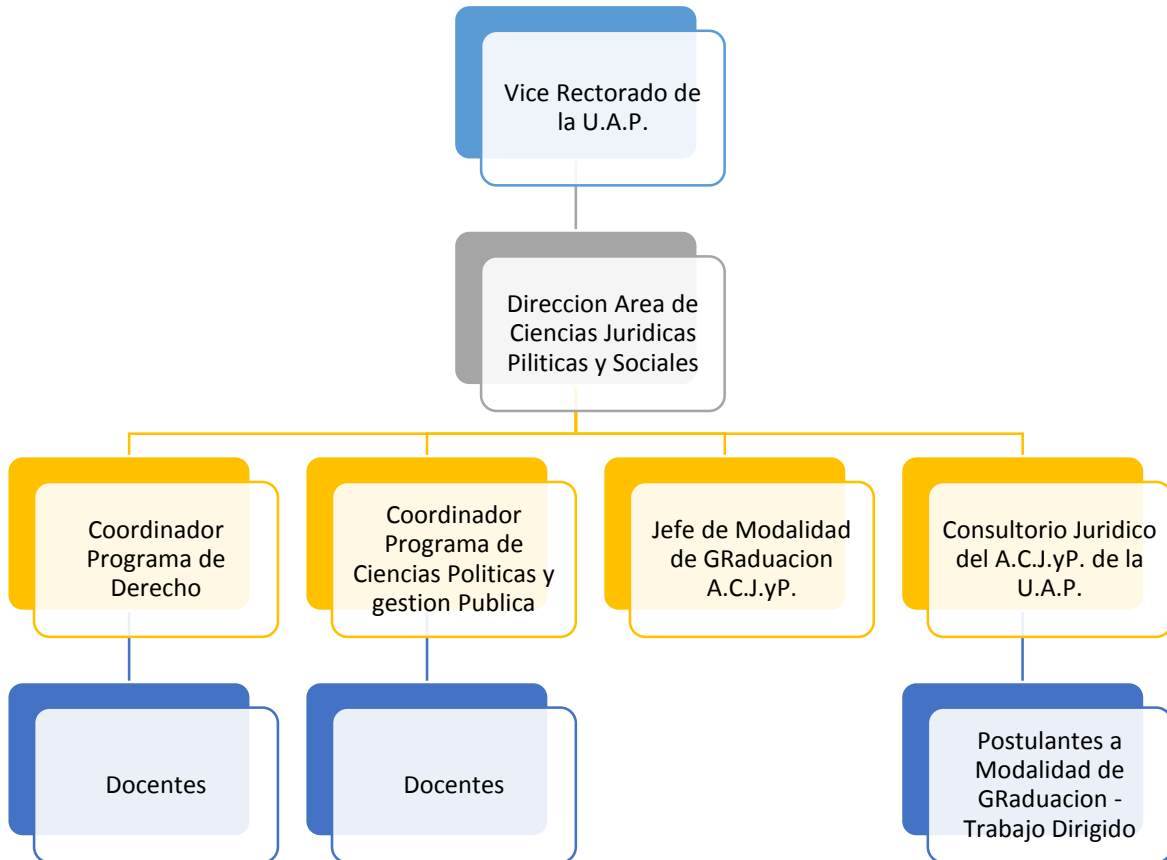 Vice Rectorado de
la U.A.P.
Direccion Area de
Ciencias Juridicas
Piliticas y Sociales
Coordinador
Programa de
Derecho
Coordinador
Programa de
Ciencias Politicas y
gestion Publica
Jefe de Modalidad
de GRaduacion
A.C.J.yP.
Consultorio Juridico
del A.C.J.yP. de la
U.A.P.
Docentes
Docentes
Postulantes a
Modalidad de
GRaduacion -
Trabajo Dirigido